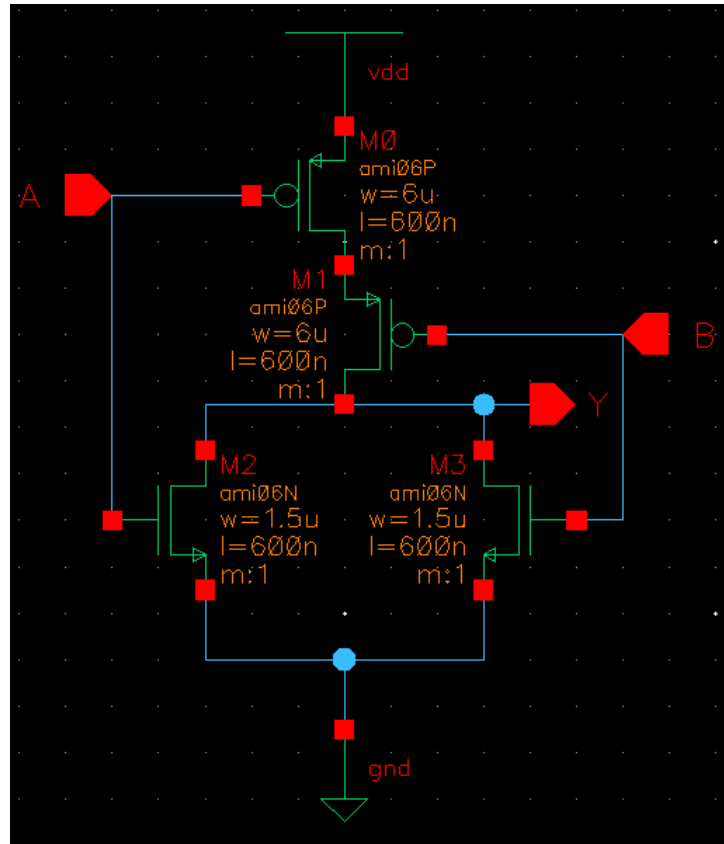 vdd
M0
ami06P
w=6u
l=600n
m:1
A
M1
ami06P
w=6u
l=600n
m:1
B
Y
M2
ami06N
w=1.5u
l=600n
m:1
M3
ami06N
w=1.5u
l=600n
m:1
gnd